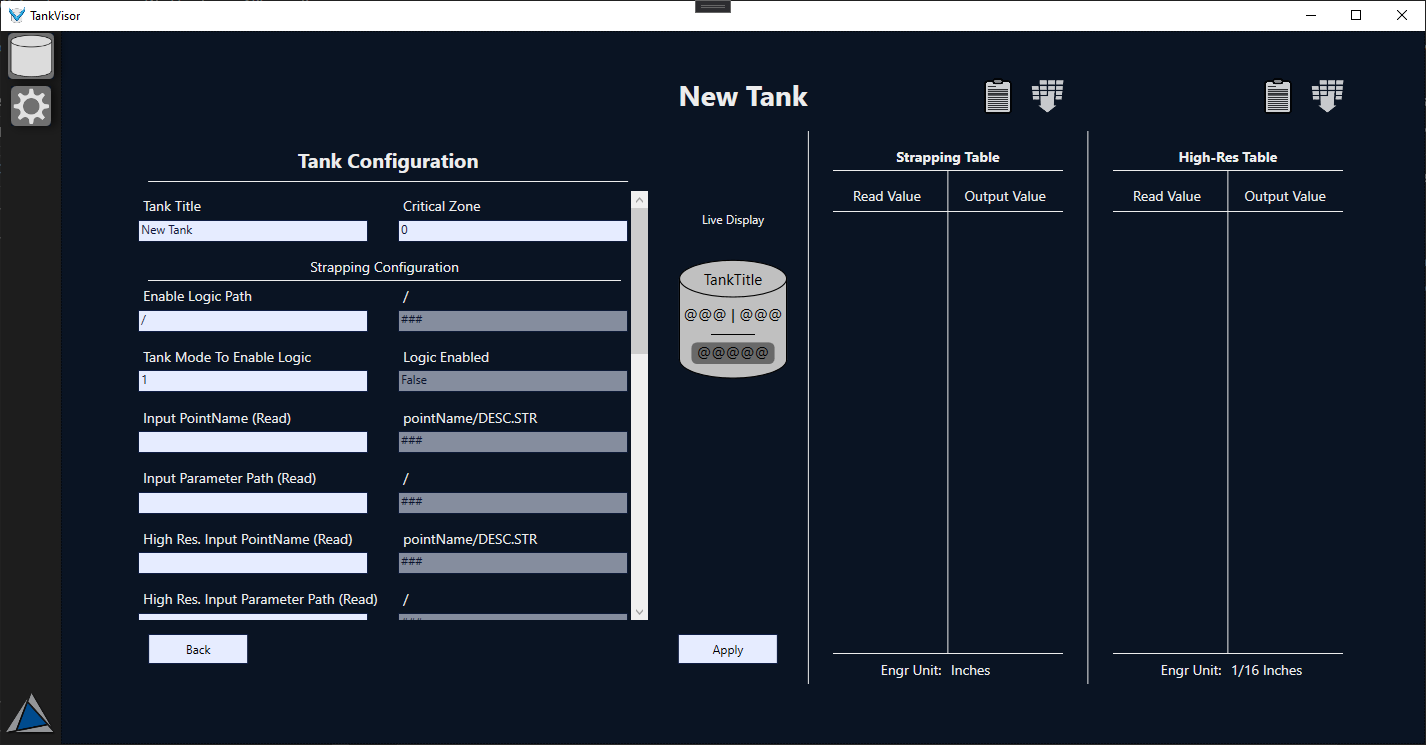 TankVisor
New Tank
Tank Configuration
Tank Title
Critical Zone
New Tank
0
Strapping Configuration
Enable Logic Path
/
/
###
Tank Mode To Enable Logic
Logic Enabled
1
False
Input PointName (Read)
pointName/DESC.STR
###
Input Parameter Path (Read)
/
###
High Res. Input PointName (Read)
pointName/DESC.STR
###
High Res. Input Parameter Path (Read)
/
###
Back
Live Display
TankTitle
@@@ | @@@
@@@@@
Apply
Strapping Table
Read Value
Output Value
Engr Unit: Inches
High-Res Table
Read Value
Output Value
Engr Unit: 1/16 Inches